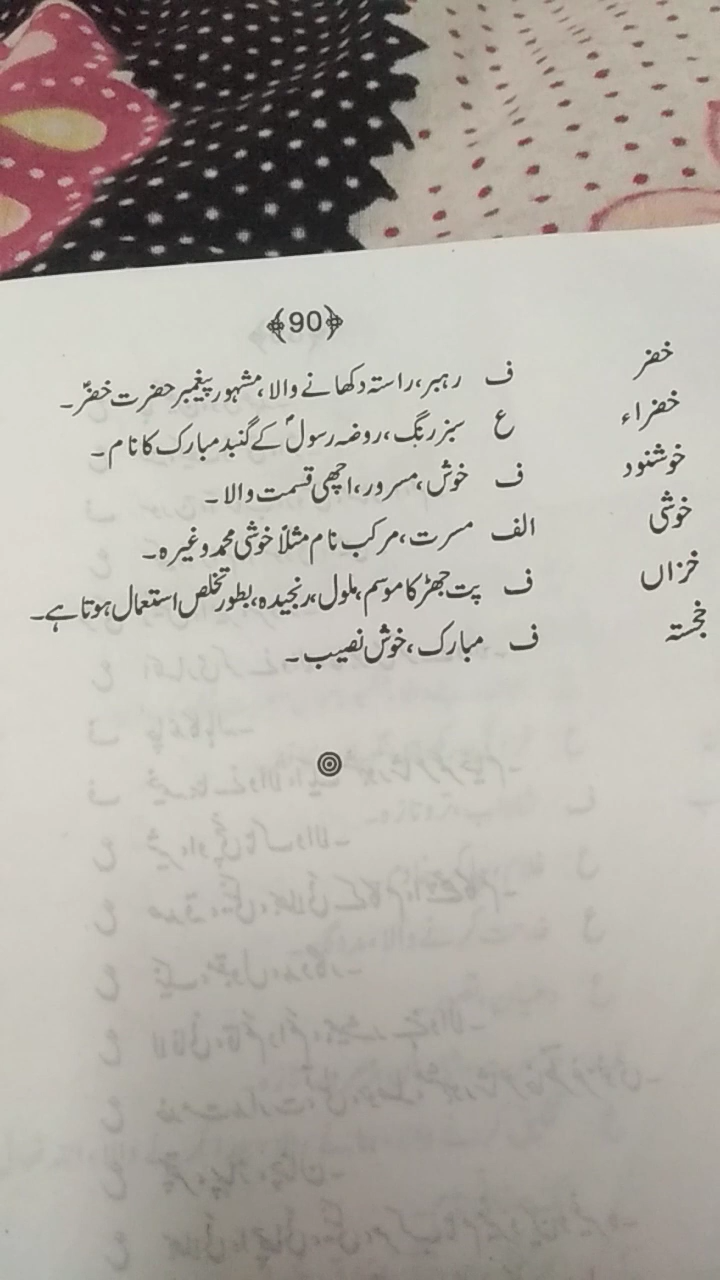 ﴿90﴾
خضر ف رہبر، راستہ دکھانے والا، مشہور پیغمبر حضرت خضرؑ۔
خضراء ع سبز رنگ، روضہ رسولؐ کے گنبد مبارک کا نام۔
خوشنود ف خوش، مسرور، اچھی قسمت والا۔
خوشی الف مسرت، مرکب نام مثلاً خوشی محمد وغیرہ۔
خزاں ف پت جھڑ کا موسم، ملول، رنجیدہ، بطور تخلص استعمال ہوتا ہے۔
خجستہ ف مبارک، خوش نصیب۔